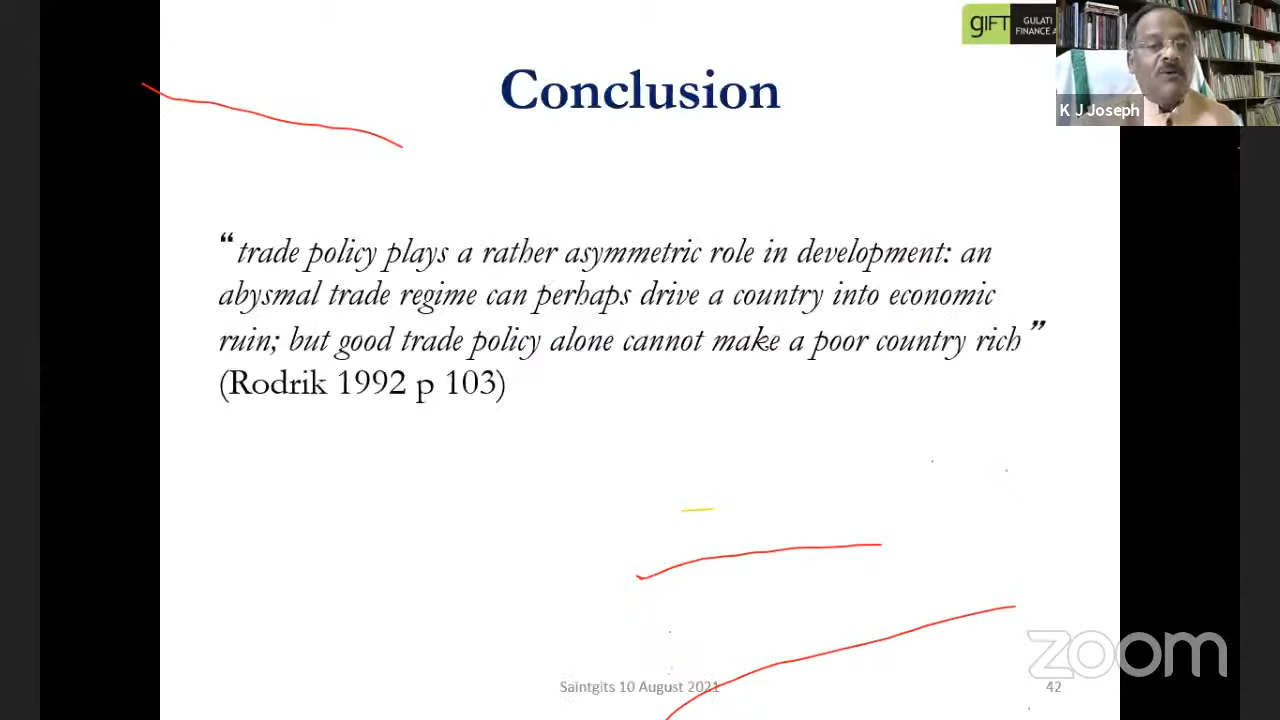 gift GULATI
FINANCE A
K J Joseph
Conclusion
“trade policy plays a rather asymmetric role in development: an
abysmal trade regime can perhaps drive a country into economic
ruin; but good trade policy alone cannot make a poor country rich”
(Rodrik 1992 p 103)
zoom
Saintgits 10 August 2021
42